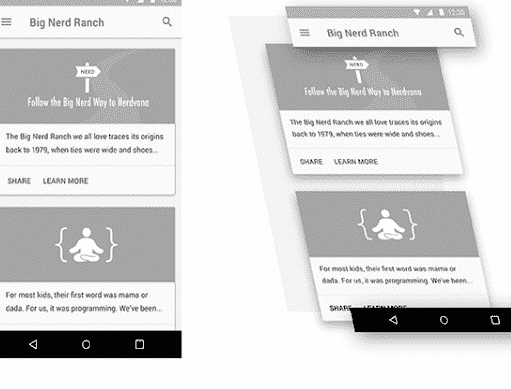 Big Nerd Ranch
NERD
Follow the Big Nerd Way to Nerdvana
The Big Nerd Ranch we all love traces its origins
back to 1979, when ties were wide and shoes...
SHARE LEARN MORE
For most kids, their first word was mama or
dada. For us, it was programming. We've been...
12:30
Big Nerd Ranch
NERD
Follow the Big Nerd Way to Nerdvana
The Big Nerd Ranch we all love traces its origins
back to 1979, when ties were wide and shoes...
SHARE LEARN MORE
For most kids, their first word was mama or
dada. For us, it was programming. We've been...
SHARE LEARN MORE